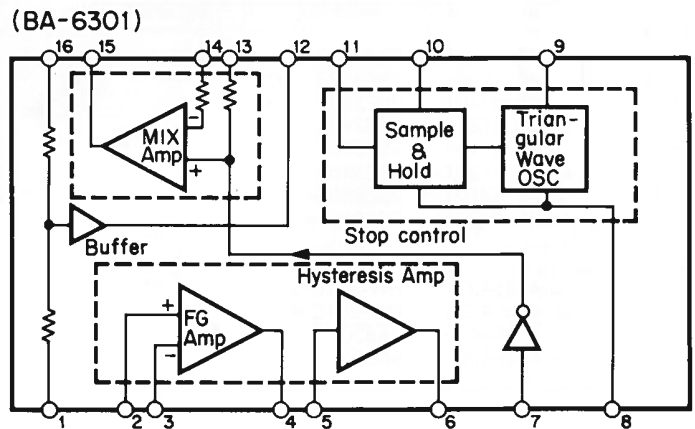 (BA-6301)
16 15 14 13 12 11 10 9
MIX
Amp
−
+
Sample
&
Hold
Trian-
gular
Wave
OSC
Buffer
Stop control
Hysteresis Amp
+
FG
Amp
−
1 2 3 4 5 6 7 8